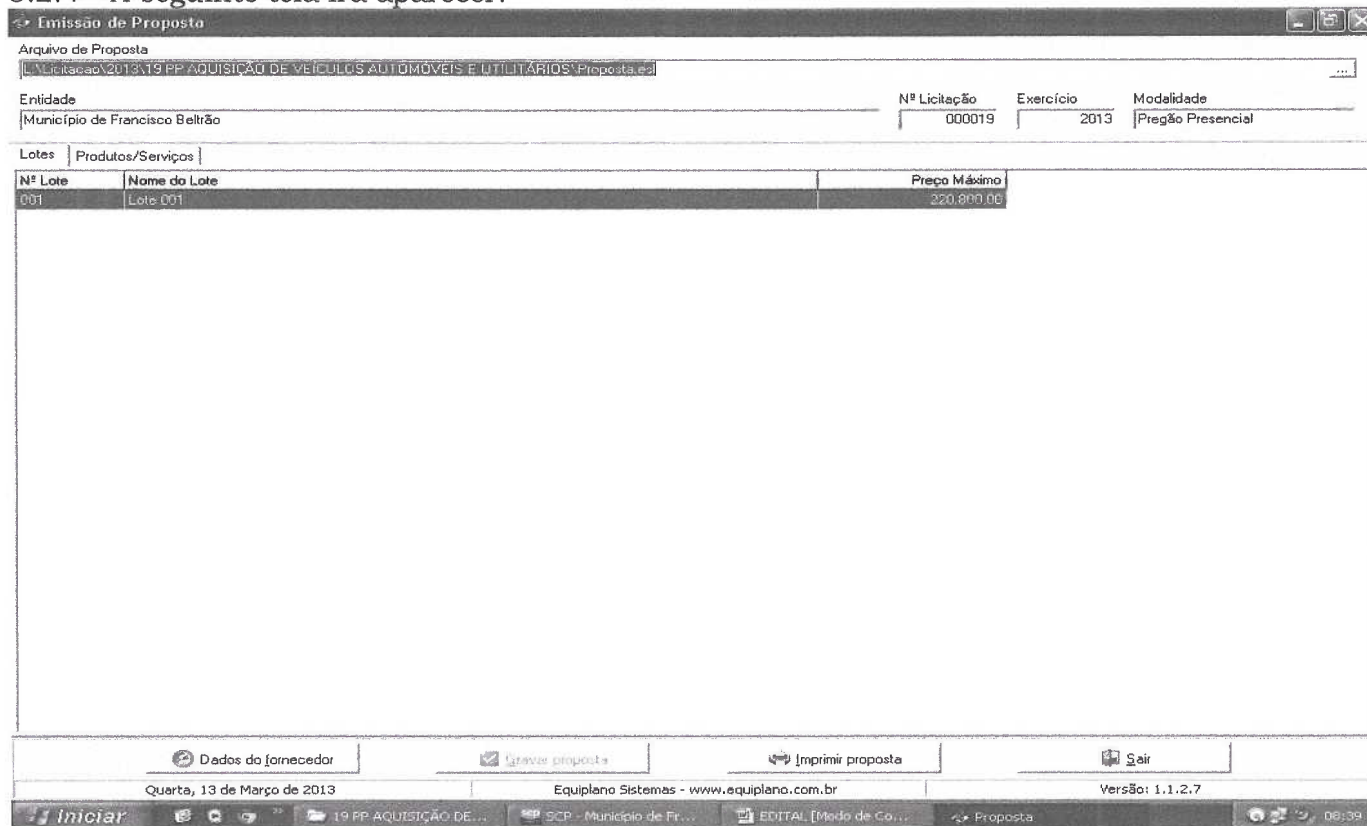 A seguinte tela irá aparecer:
Emissão de Proposta
Arquivo de Proposta
L:\Licitacao\2013\19 PP AQUISIÇÃO DE VEÍCULOS AUTOMÓVEIS E UTILITÁRIOS\Proposta.esl
...
Entidade Nº Licitação Exercício Modalidade
Município de Francisco Beltrão 000019 2013 Pregão Presencial
Lotes Produtos/Serviços
Nº Lote Nome do Lote Preço Máximo
001 Lote 001 220.800,00
Dados do fornecedor Gravar proposta Imprimir proposta Sair
Quarta, 13 de Março de 2013 Equiplano Sistemas - www.equiplano.com.br Versão: 1.1.2.7
Iniciar 19 PP AQUISIÇÃO DE... SCP - Município de Fr... EDITAL [Modo de Co... Proposta 08:39